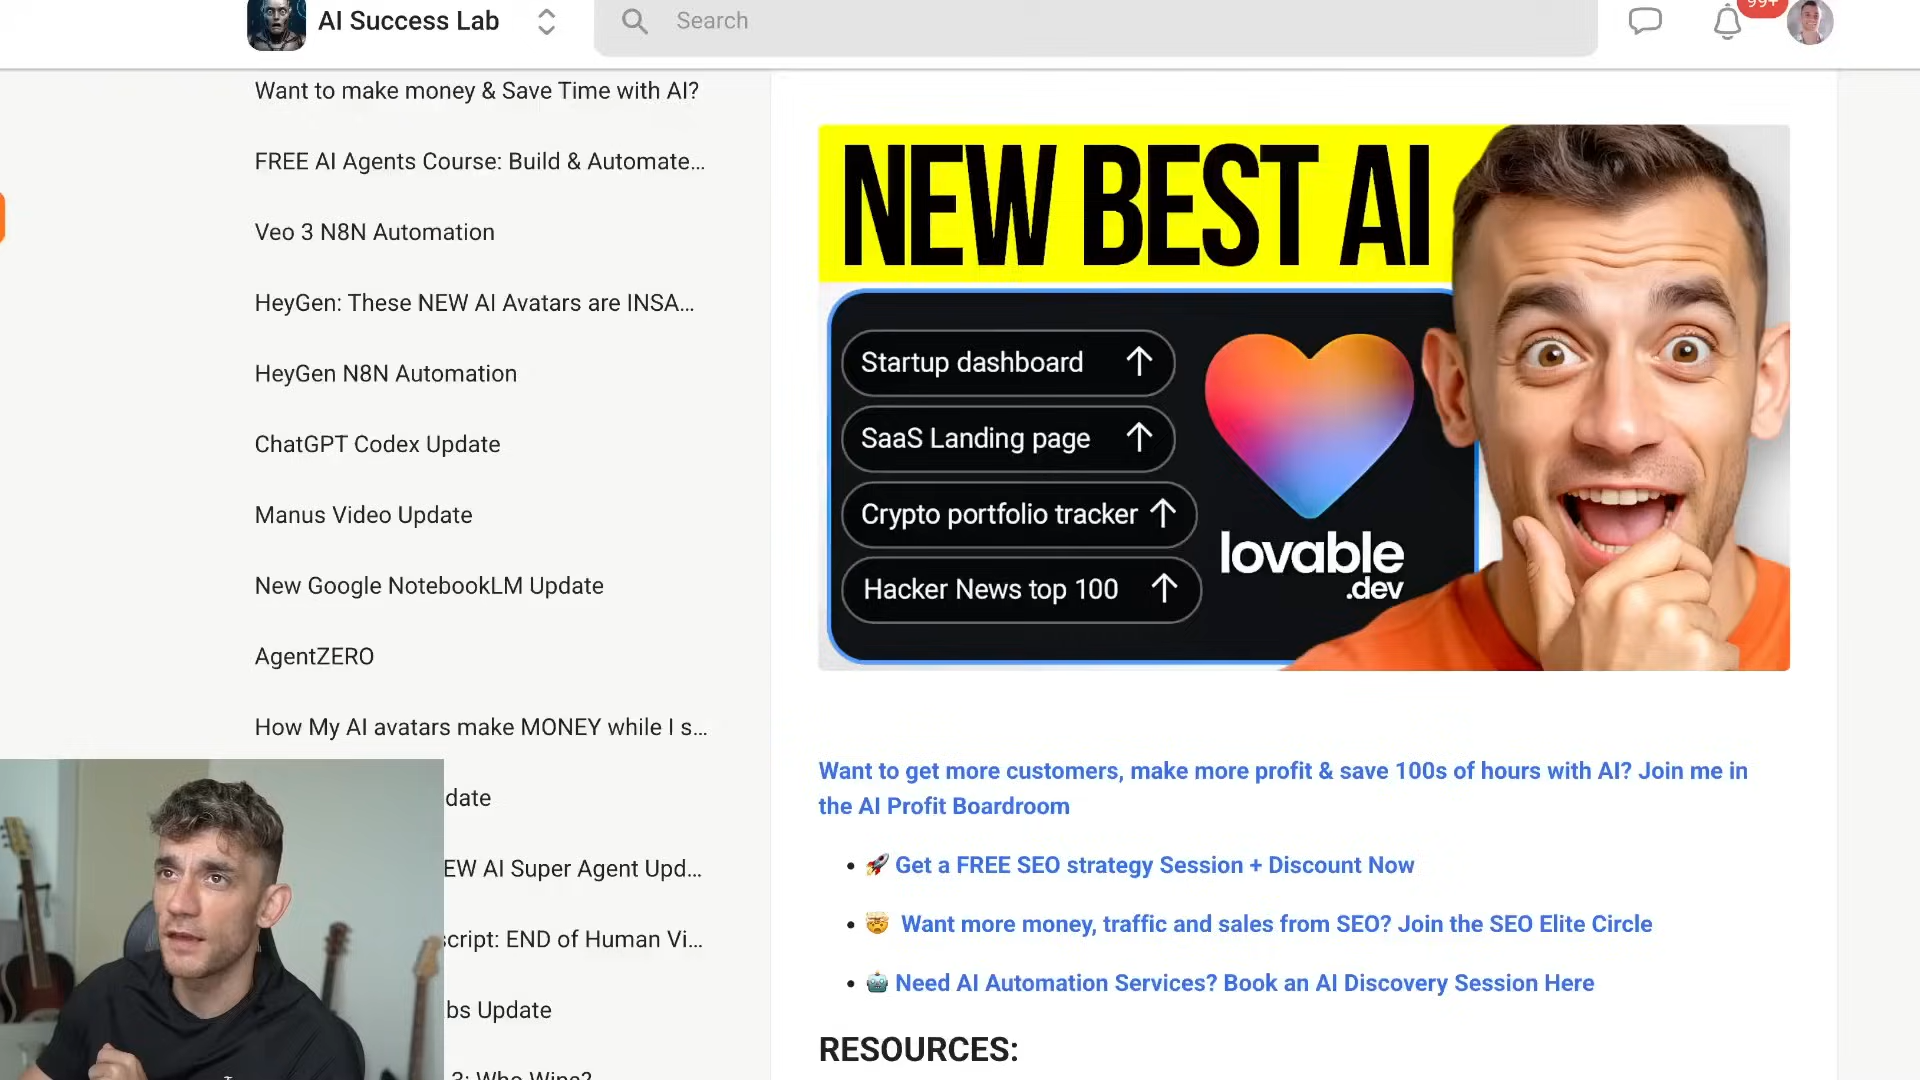 AI Success Lab
Search
99+
Want to make money & Save Time with AI?
FREE AI Agents Course: Build & Automate...
Veo 3 N8N Automation
HeyGen: These NEW AI Avatars are INSA...
HeyGen N8N Automation
ChatGPT Codex Update
Manus Video Update
New Google NotebookLM Update
AgentZERO
How My AI avatars make MONEY while I s...
date
EW AI Super Agent Upd...
script: END of Human Vi...
bs Update
3: Who Wins?
NEW BEST AI
Startup dashboard
SaaS Landing page
Crypto portfolio tracker
Hacker News top 100
lovable
.dev
Want to get more customers, make more profit & save 100s of hours with AI? Join me in
the AI Profit Boardroom
• 🚀 Get a FREE SEO strategy Session + Discount Now
• 🤯 Want more money, traffic and sales from SEO? Join the SEO Elite Circle
• 🤖 Need AI Automation Services? Book an AI Discovery Session Here
RESOURCES: